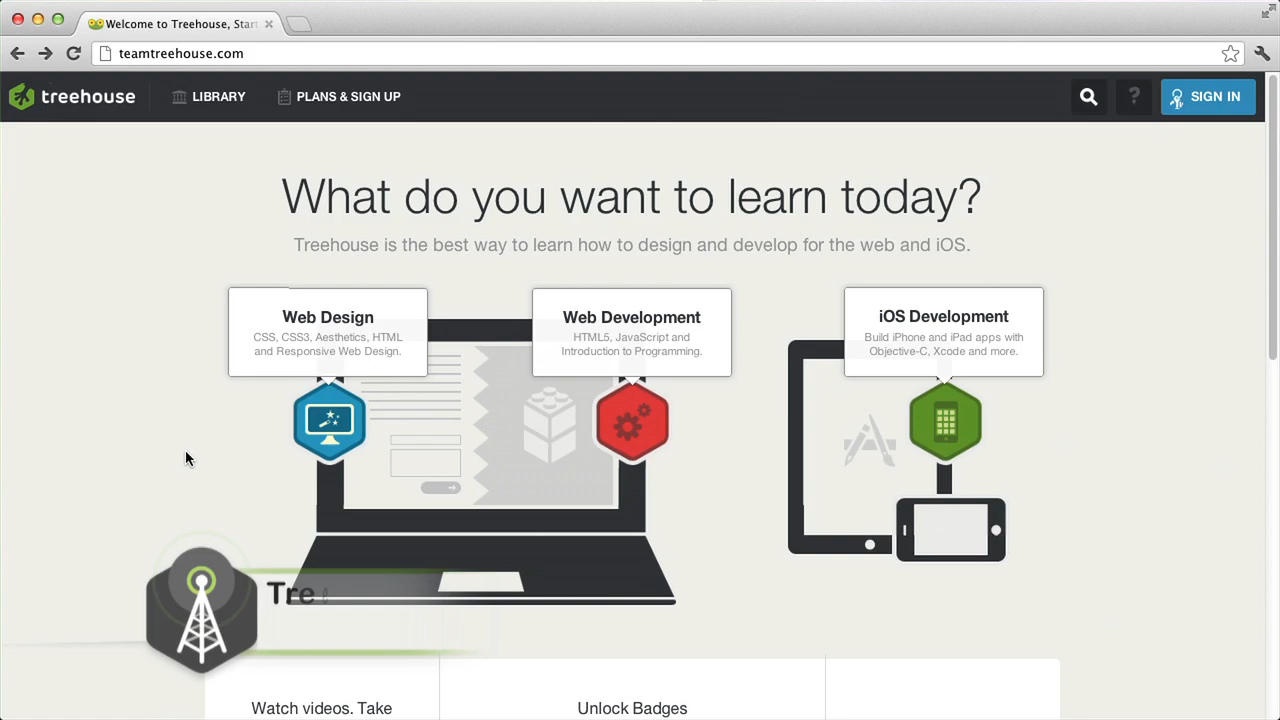 Welcome to Treehouse, Start
teamtreehouse.com
treehouse
LIBRARY
PLANS & SIGN UP
?
SIGN IN
What do you want to learn today?
Treehouse is the best way to learn how to design and develop for the web and iOS.
Web Design
CSS, CSS3, Aesthetics, HTML
and Responsive Web Design.
Web Development
HTML5, JavaScript and
Introduction to Programming.
iOS Development
Build iPhone and iPad apps with
Objective-C, Xcode and more.
Tre
Watch videos. Take
Unlock Badges